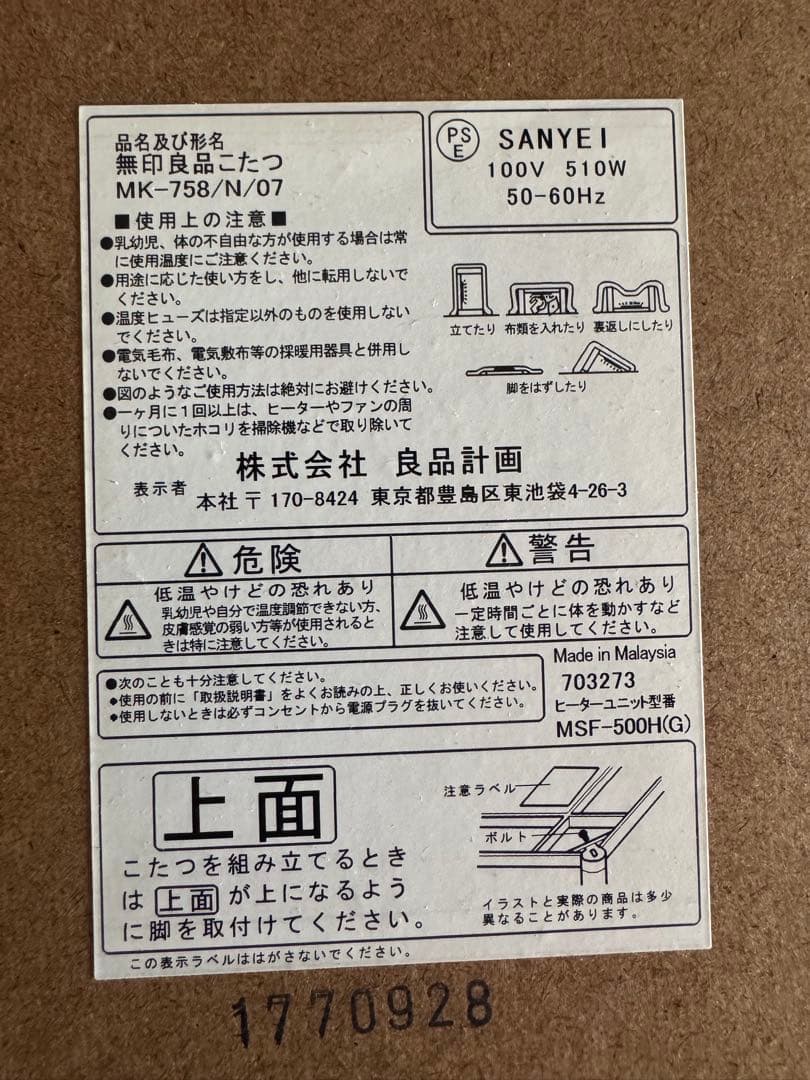 品名及び形名
無印良品こたつ
MK-758/N/07
■使用上の注意■
●乳幼児、体の不自由な方が使用する場合は常
に使用温度にご注意ください。
●用途に応じた使い方をし、他に転用しないで
ください。
●温度ヒューズは指定以外のものを使用しない
でください。
●電気毛布、電気敷布等の採暖用器具と併用し
ないでください。
●図のようなご使用方法は絶対にお避けください。
●一ヶ月に1回以上は、ヒーターやファンの周
りについたホコリを掃除機などで取り除いて
ください。
PS
E
SANYEI
100V 510W
50-60Hz
立てたり 布類を入れたり 裏返しにしたり
脚をはずしたり
株式会社 良品計画
表示者 本社〒170-8424 東京都豊島区東池袋4-26-3
⚠危険
低温やけどの恐れあり
乳幼児や自分で温度調節できない方、
皮膚感覚の弱い方等が使用されると
きは特に注意してください。
⚠警告
低温やけどの恐れあり
一定時間ごとに体を動かすなど
注意して使用してください。
●次のことも十分注意してください。
●使用の前に「取扱説明書」をよくお読みの上、正しくお使いください。
●使用しないときは必ずコンセントから電源プラグを抜いてください。
Made in Malaysia
703273
ヒーターユニット型番
MSF-500H(G)
上面
こたつを組み立てるとき
は 上面 が上になるよう
に脚を取付けてください。
注意ラベル
ボルト
イラストと実際の商品は多少
異なることがあります。
この表示ラベルははがさないでください。
1770928